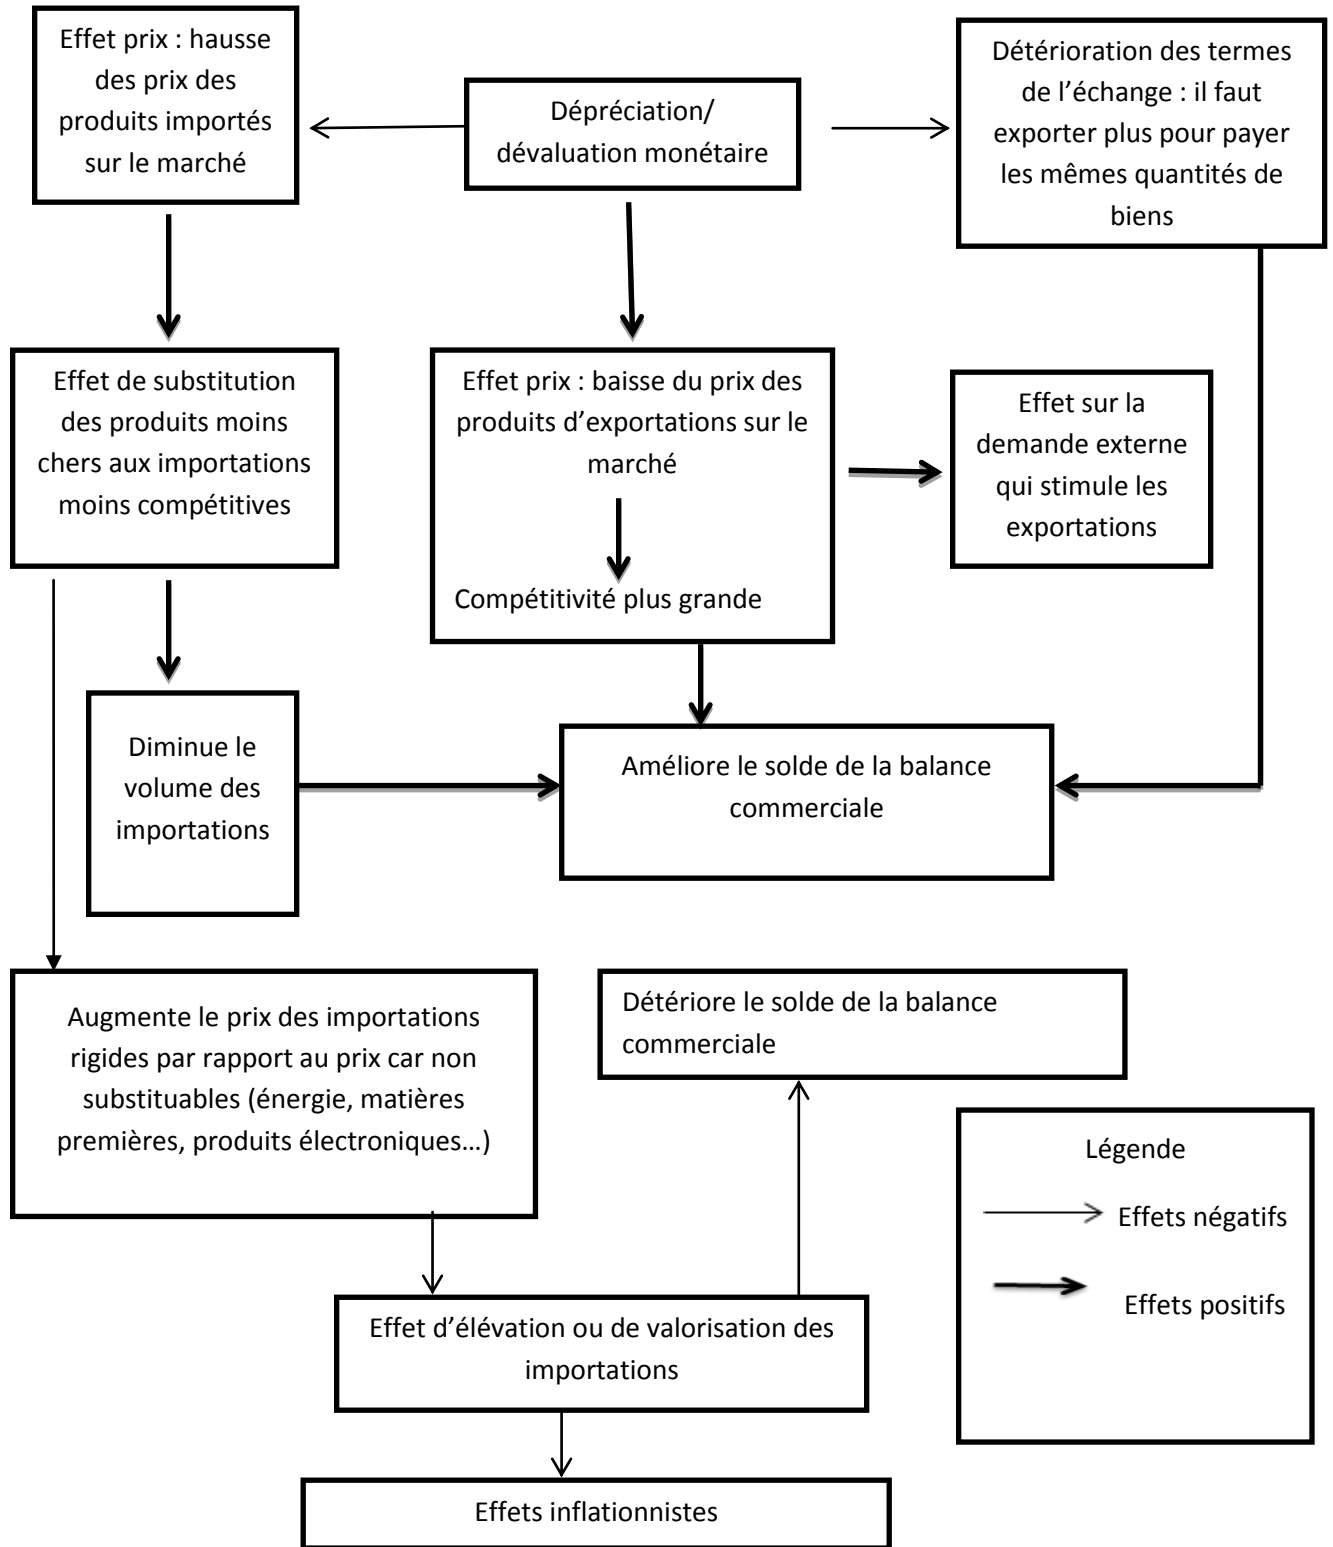 Effet prix : hausse
des prix des
produits importés
sur le marché
Dépréciation/
dévaluation monétaire
Détérioration des termes
de l’échange : il faut
exporter plus pour payer
les mêmes quantités de
biens
Effet de substitution
des produits moins
chers aux importations
moins compétitives
Effet prix : baisse du prix des
produits d’exportations sur le
marché
Compétitivité plus grande
Effet sur la
demande externe
qui stimule les
exportations
Diminue le
volume des
importations
Améliore le solde de la balance
commerciale
Augmente le prix des importations
rigides par rapport au prix car non
substituables (énergie, matières
premières, produits électroniques…)
Détériore le solde de la balance
commerciale
Légende
Effets négatifs
Effets positifs
Effet d’élévation ou de valorisation des
importations
Effets inflationnistes